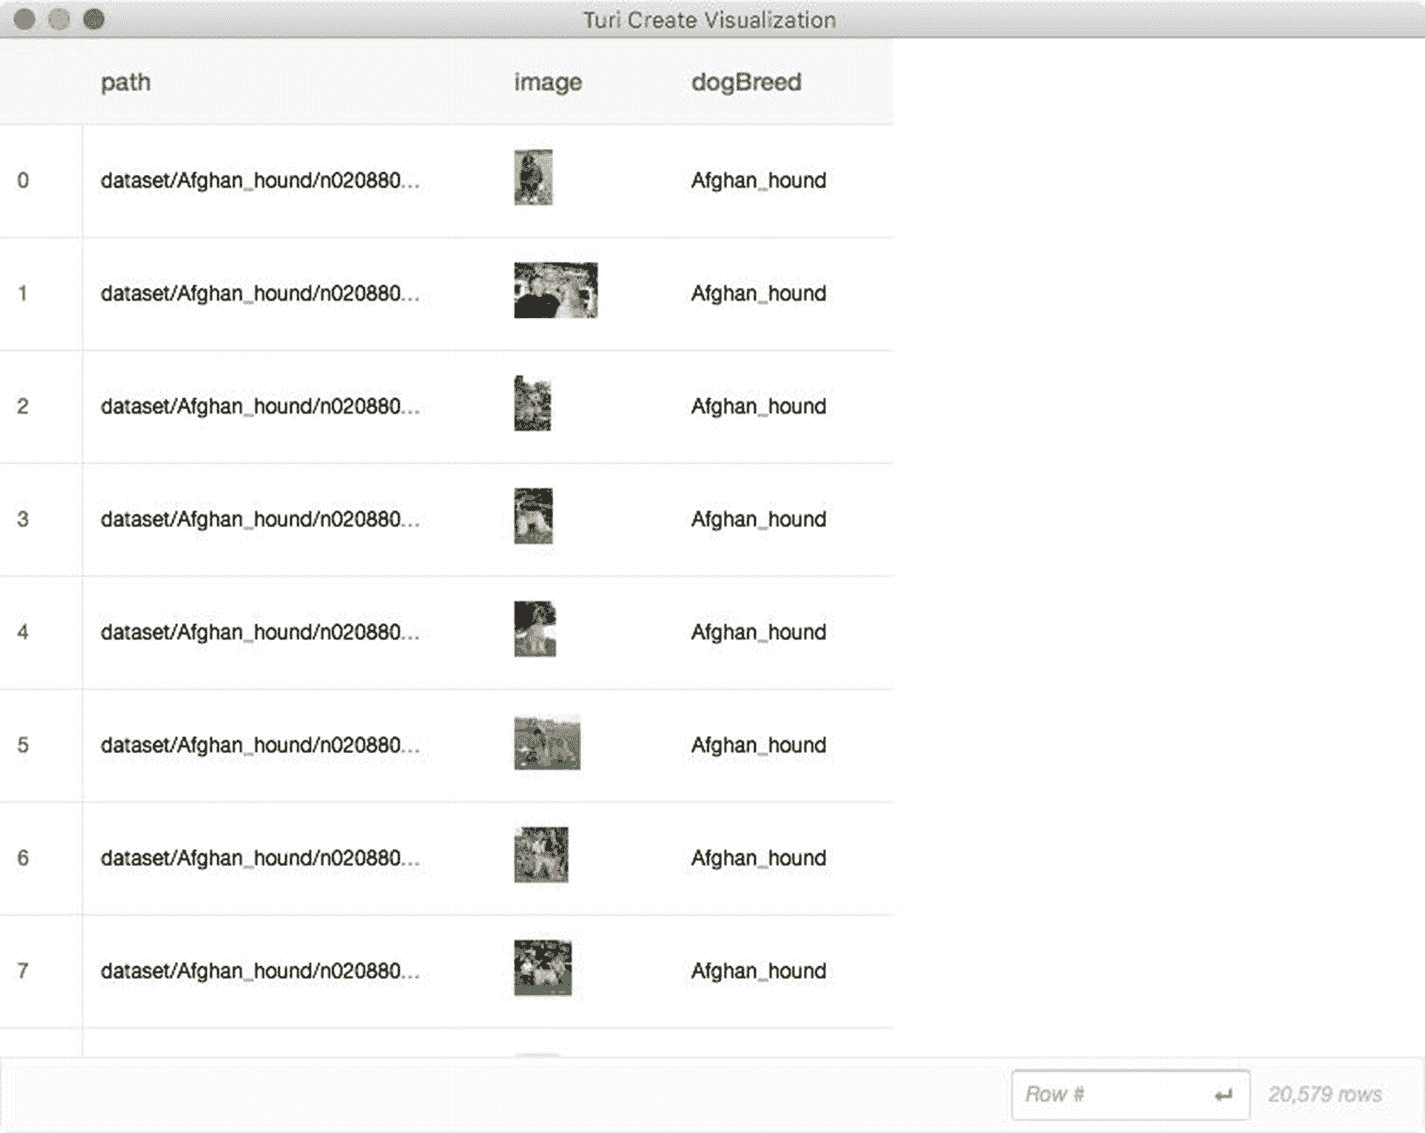 Turi Create Visualization
path image dogBreed
0 dataset/Afghan_hound/n020880... Afghan_hound
1 dataset/Afghan_hound/n020880... Afghan_hound
2 dataset/Afghan_hound/n020880... Afghan_hound
3 dataset/Afghan_hound/n020880... Afghan_hound
4 dataset/Afghan_hound/n020880... Afghan_hound
5 dataset/Afghan_hound/n020880... Afghan_hound
6 dataset/Afghan_hound/n020880... Afghan_hound
7 dataset/Afghan_hound/n020880... Afghan_hound
Row # 20,579 rows